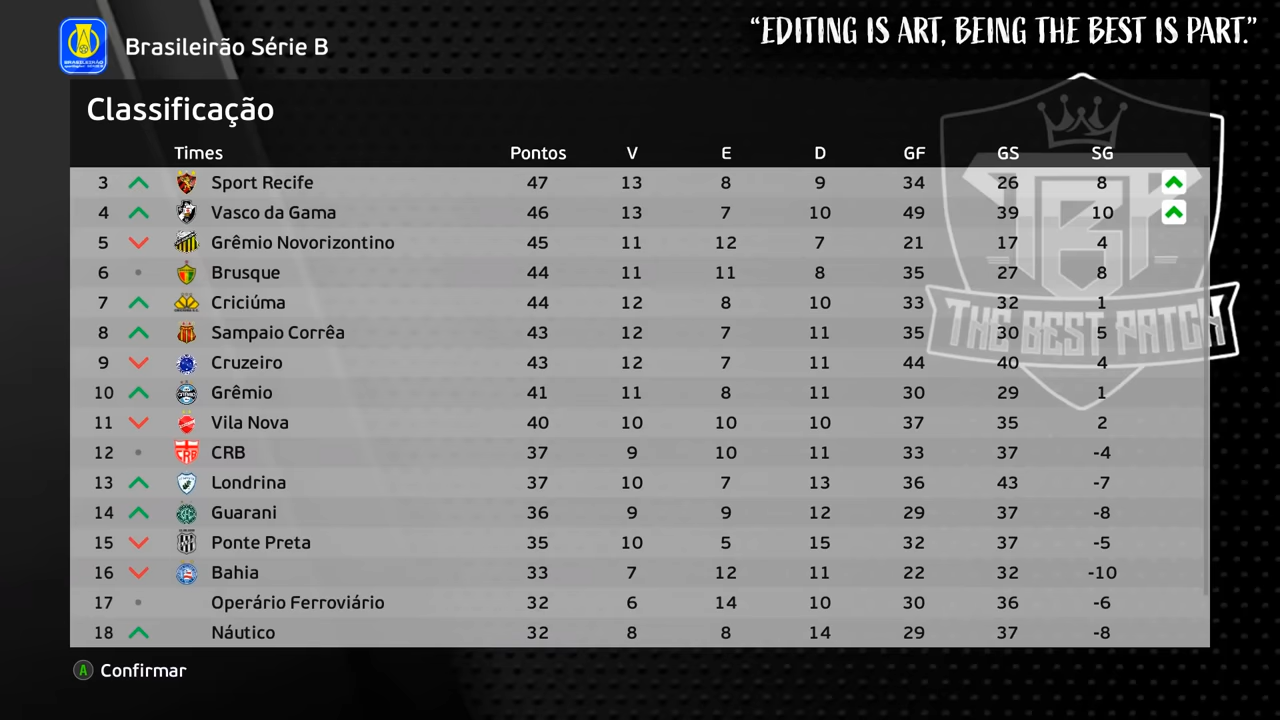 Brasileirão Série B
“EDITING IS ART, BEING THE BEST IS PART.”
Classificação
Times Pontos V E D GF GS SG
3 Sport Recife 47 13 8 9 34 26 8
4 Vasco da Gama 46 13 7 10 49 39 10
5 Grêmio Novorizontino 45 11 12 7 21 17 4
6 Brusque 44 11 11 8 35 27 8
7 Criciúma 44 12 8 10 33 32 1
8 Sampaio Corrêa 43 12 7 11 35 30 5
9 Cruzeiro 43 12 7 11 44 40 4
10 Grêmio 41 11 8 11 30 29 1
11 Vila Nova 40 10 10 10 37 35 2
12 CRB 37 9 10 11 33 37 -4
13 Londrina 37 10 7 13 36 43 -7
14 Guarani 36 9 9 12 29 37 -8
15 Ponte Preta 35 10 5 15 32 37 -5
16 Bahia 33 7 12 11 22 32 -10
17 Operário Ferroviário 32 6 14 10 30 36 -6
18 Náutico 32 8 8 14 29 37 -8
TBP
THE BEST PATCH
A Confirmar